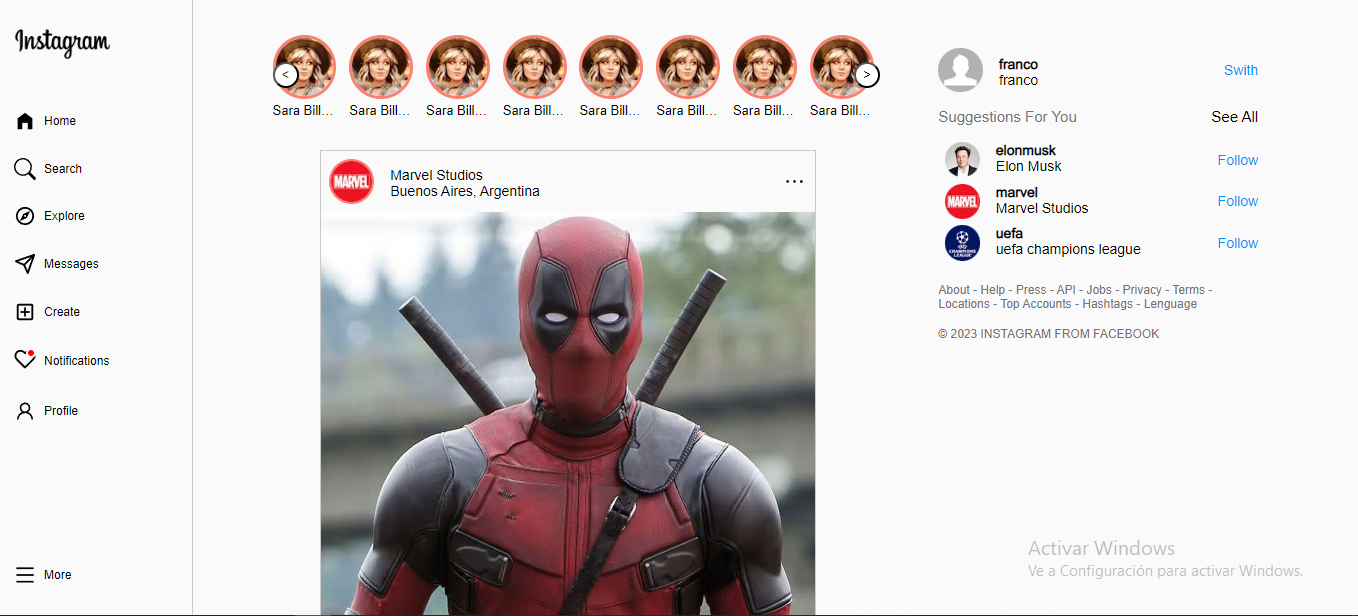 Instagram
Home
Search
Explore
Messages
Create
Notifications
Profile
More
< >
Sara Bill... Sara Bill... Sara Bill... Sara Bill... Sara Bill... Sara Bill... Sara Bill... Sara Bill...
MARVEL
Marvel Studios
Buenos Aires, Argentina
...
franco
franco
Swith
Suggestions For You See All
elonmusk
Elon Musk
Follow
MARVEL
marvel
Marvel Studios
Follow
CHAMPIONS
LEAGUE
uefa
uefa champions league
Follow
About - Help - Press - API - Jobs - Privacy - Terms -
Locations - Top Accounts - Hashtags - Lenguage
© 2023 INSTAGRAM FROM FACEBOOK
Activar Windows
Ve a Configuración para activar Windows.